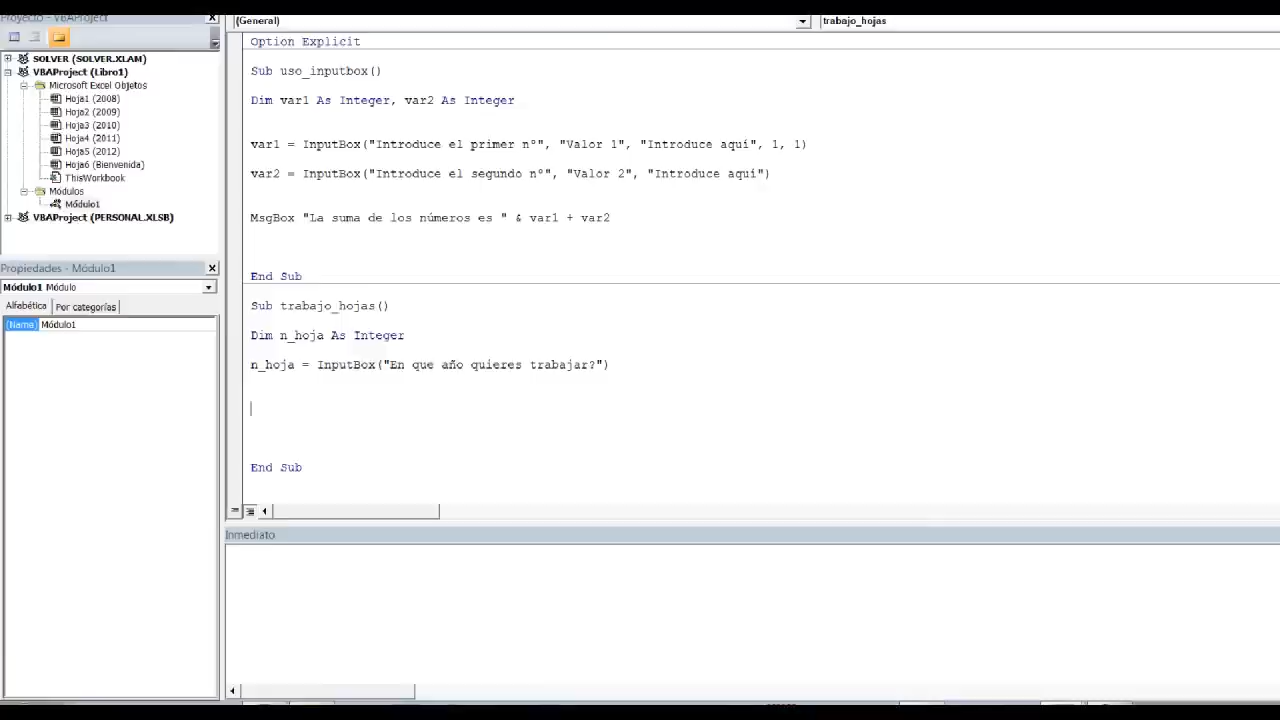 Proyecto - VBAProject
SOLVER (SOLVER.XLAM)
VBAProject (Libro1)
Microsoft Excel Objetos
Hoja1 (2008)
Hoja2 (2009)
Hoja3 (2010)
Hoja4 (2011)
Hoja5 (2012)
Hoja6 (Bienvenida)
ThisWorkbook
Módulos
Módulo1
VBAProject (PERSONAL.XLSB)
Propiedades - Módulo1
Módulo1 Módulo
Alfabética Por categorías
(Name) Módulo1
(General) trabajo_hojas
Option Explicit
Sub uso_inputbox()
Dim var1 As Integer, var2 As Integer
var1 = InputBox("Introduce el primer nº", "Valor 1", "Introduce aquí", 1, 1)
var2 = InputBox("Introduce el segundo nº", "Valor 2", "Introduce aquí")
MsgBox "La suma de los números es " & var1 + var2
End Sub
Sub trabajo_hojas()
Dim n_hoja As Integer
n_hoja = InputBox("En que año quieres trabajar?")
End Sub
Inmediato